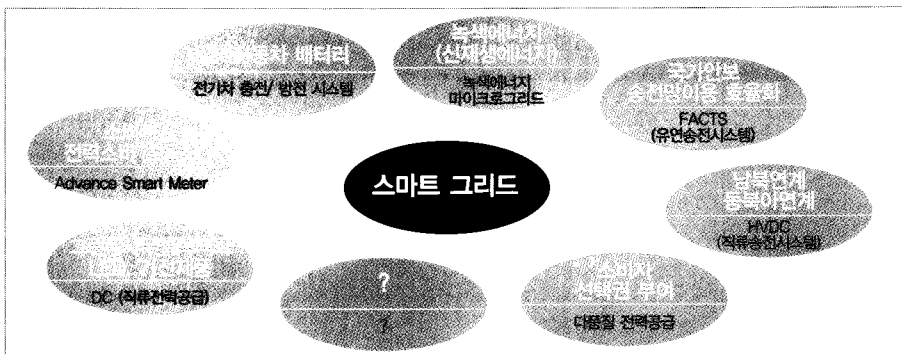 동차 배터리
전기차 충전/ 방전 시스템
녹색에너지
(신재생에너지)
녹색에너지
마이크로그리드
국가안보
송전망이용 효율화
FACTS
(유연송전시스템)
전력소비
Advance Smart Meter
스마트 그리드
남북연계
동북아연계
HVDC
(직류송전시스템)
DC (직류전력공급)
?
?
소비자
선택권 부여
다품질 전력공급